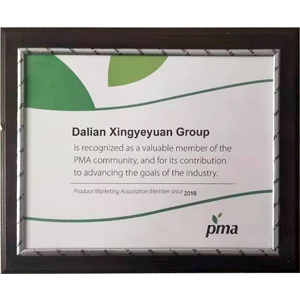 Dalian Xingyeyuan Group
is recognized as a valuable member of the
PMA community, and for its contribution
to advancing the goals of the industry.
Produce Marketing Association Member since 2016
pma